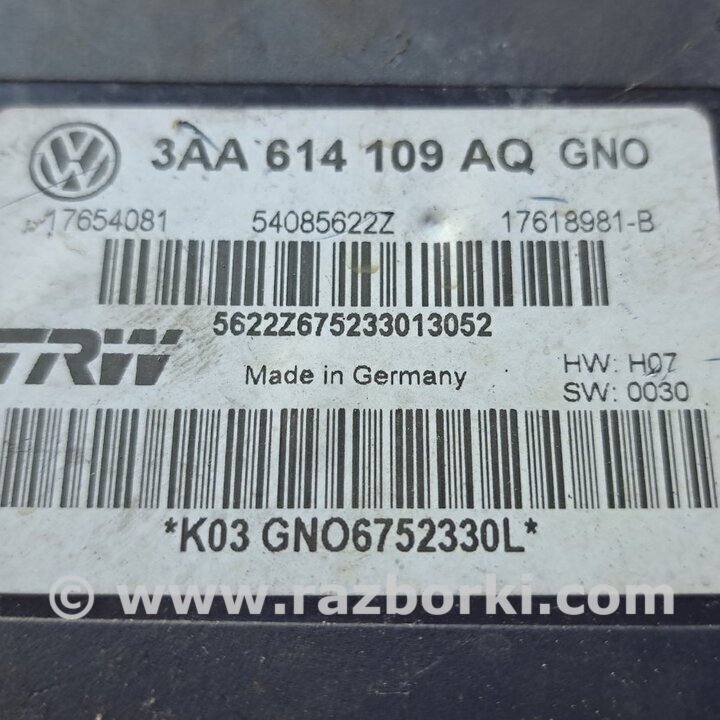 3AA 614 109 AQ GNO
17654081 54085622Z 17618981-B
5622Z675233013052
TRW
Made in Germany
HW: H07
SW: 0030
*K03 GNO6752330L*
© www.razborki.com